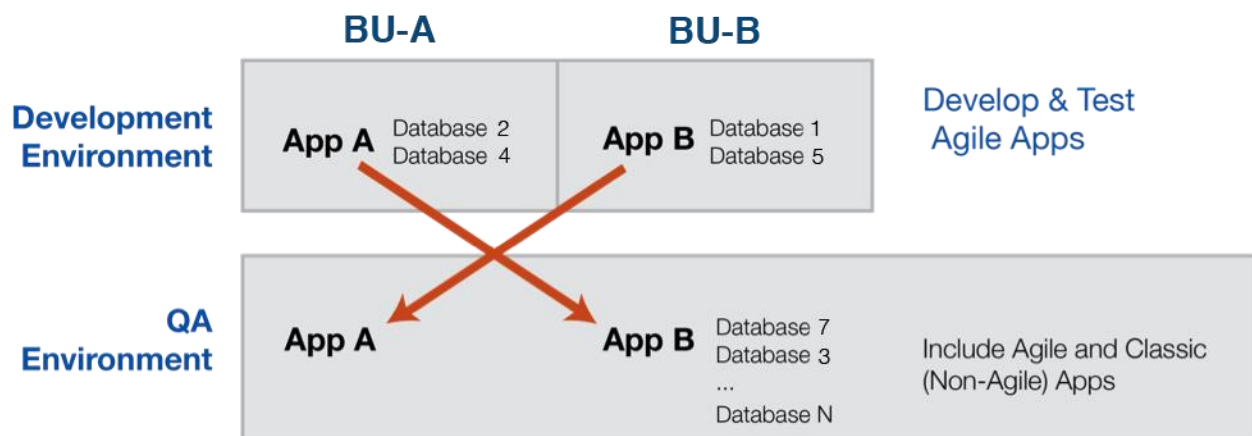 BU-A
BU-B
Development
Environment
App A
Database 2
Database 4
App B
Database 1
Database 5
Develop & Test
Agile Apps
QA
Environment
App A
App B
Database 7
Database 3
...
Database N
Include Agile and Classic
(Non-Agile) Apps